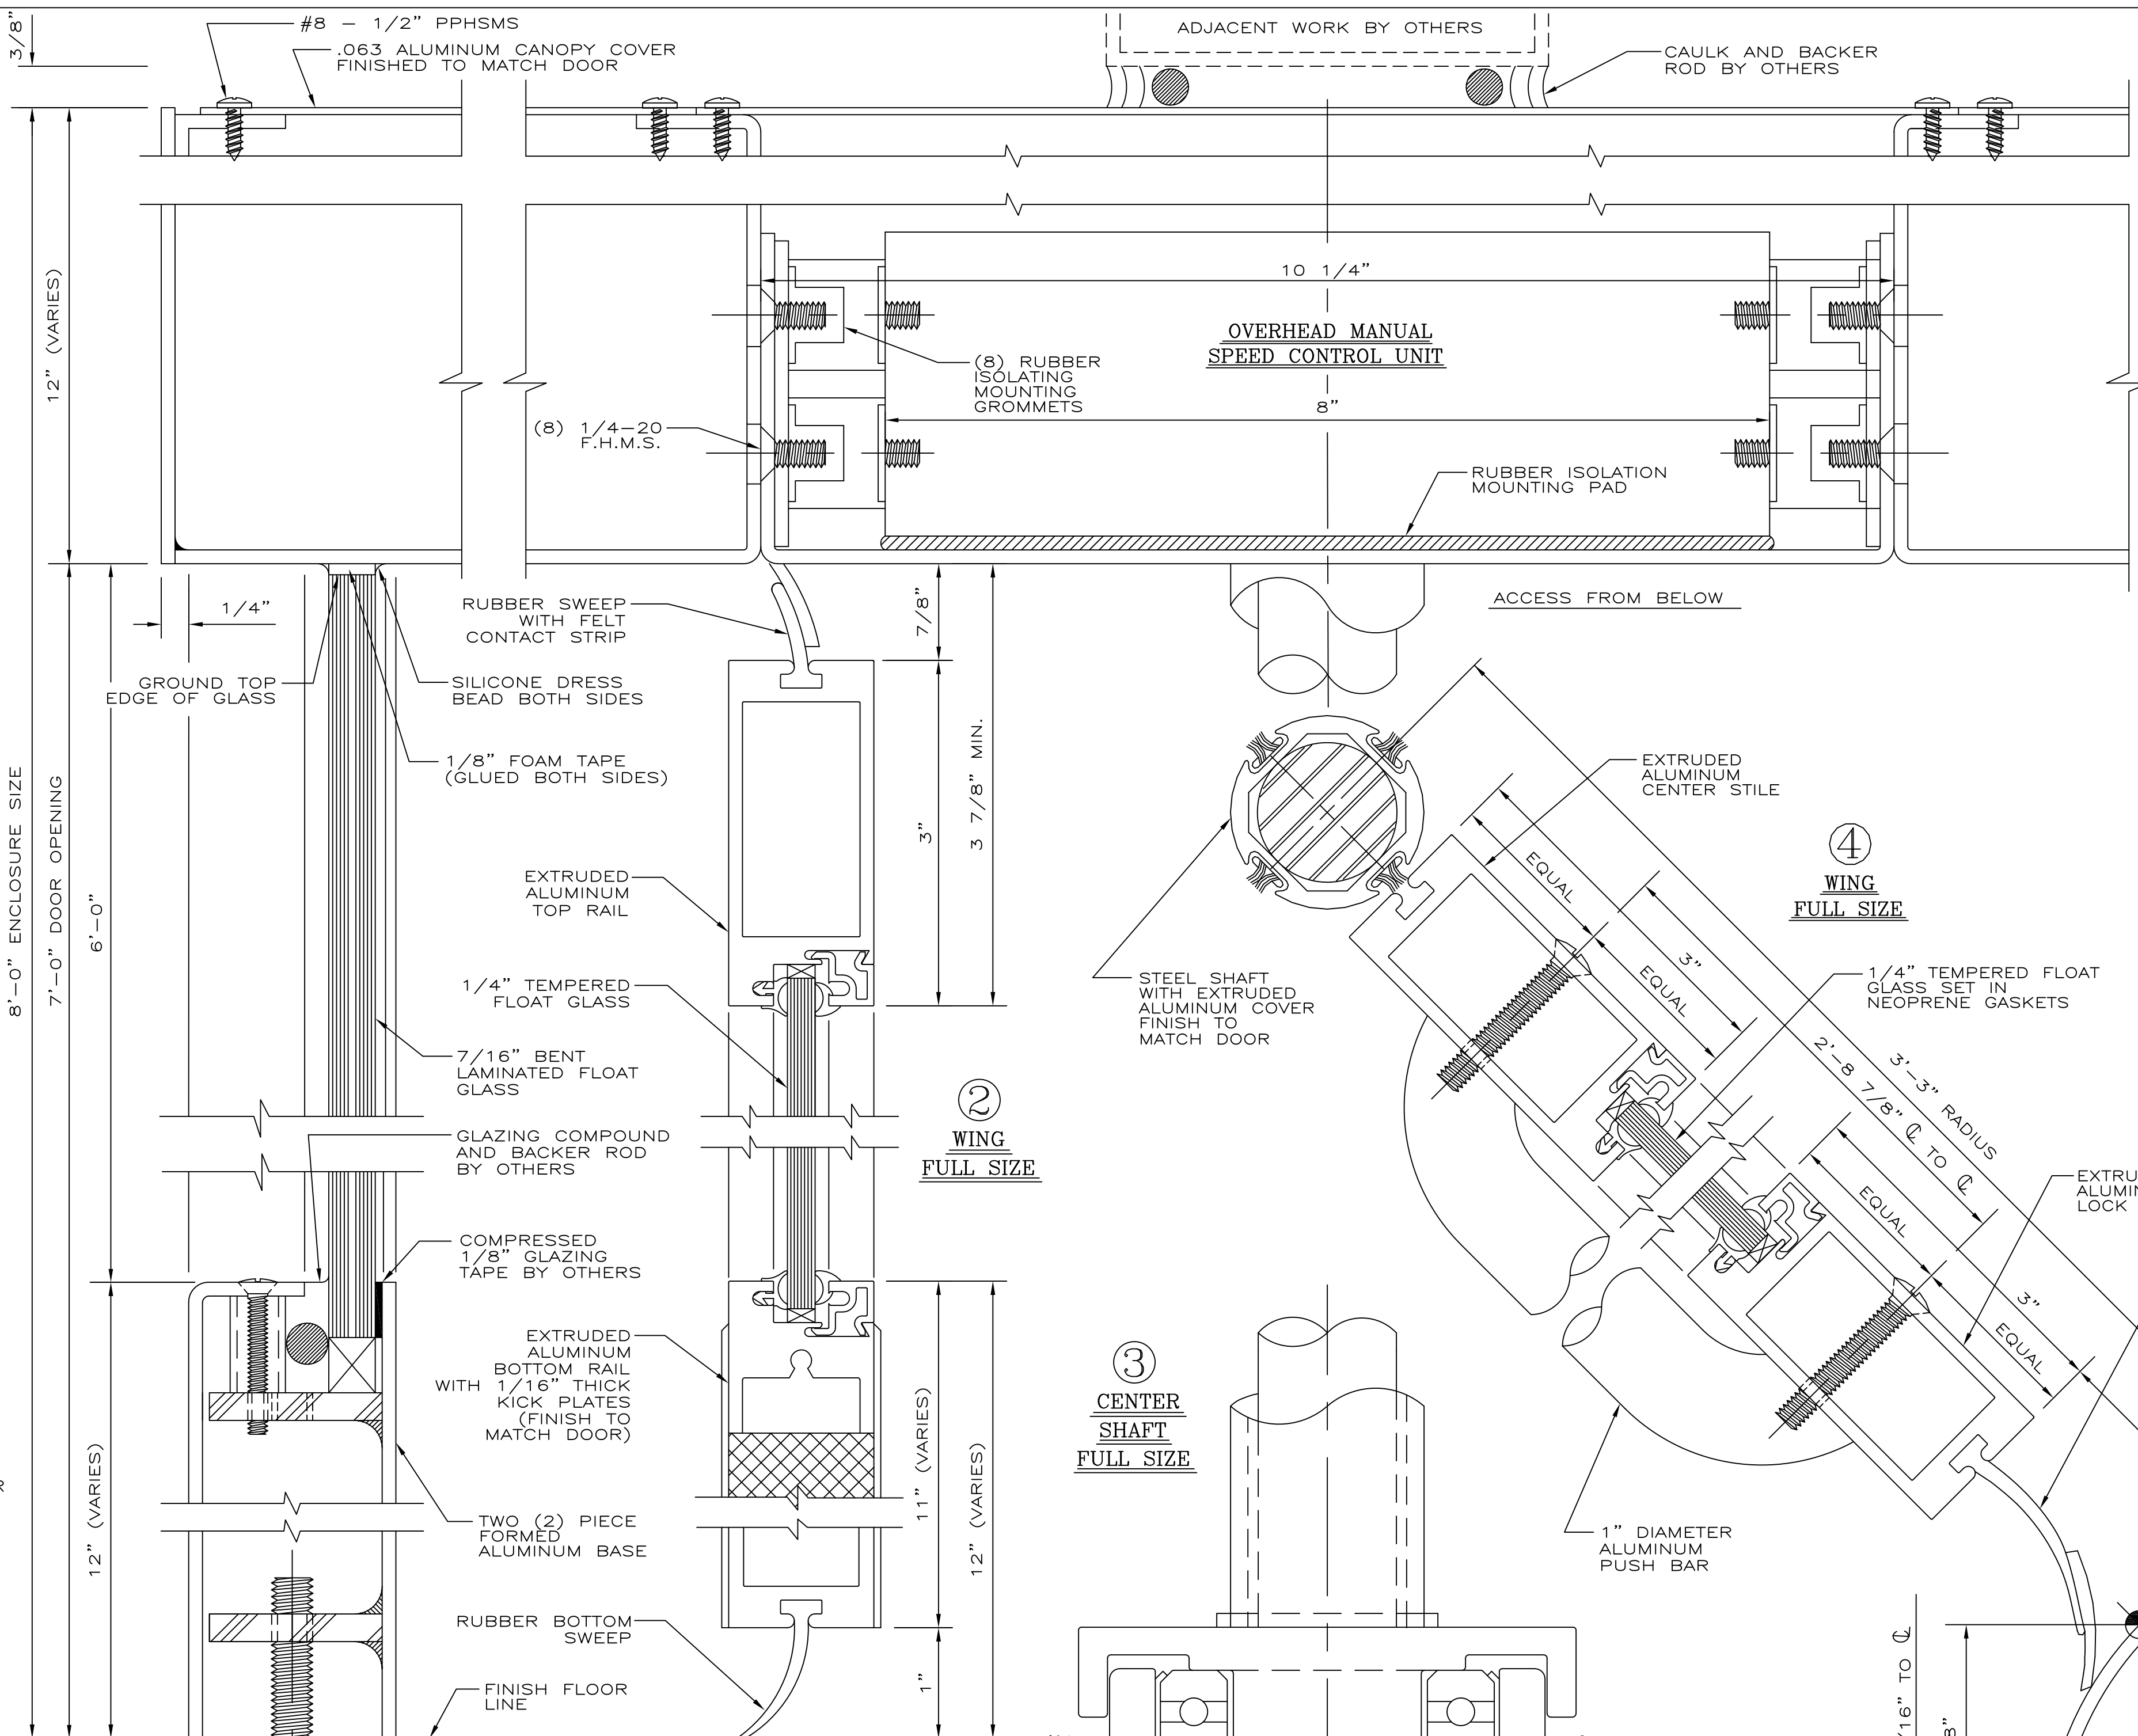 #8 – 1/2" PPHSMS
.063 ALUMINUM CANOPY COVER
FINISHED TO MATCH DOOR
ADJACENT WORK BY OTHERS
CAULK AND BACKER
ROD BY OTHERS
3/8"
12" (VARIES)
10 1/4"
OVERHEAD MANUAL
SPEED CONTROL UNIT
(8) RUBBER
ISOLATING
MOUNTING
GROMMETS
8"
(8) 1/4–20
F.H.M.S.
RUBBER ISOLATION
MOUNTING PAD
ACCESS FROM BELOW
1/4"
RUBBER SWEEP
WITH FELT
CONTACT STRIP
7/8"
GROUND TOP
EDGE OF GLASS
SILICONE DRESS
BEAD BOTH SIDES
1/8" FOAM TAPE
(GLUED BOTH SIDES)
8'–0" ENCLOSURE SIZE
7'–0" DOOR OPENING
6'–0"
3"
3 7/8" MIN.
EXTRUDED
ALUMINUM
TOP RAIL
EXTRUDED
ALUMINUM
CENTER STILE
4
WING
FULL SIZE
EQUAL
3"
EQUAL
1/4" TEMPERED
FLOAT GLASS
STEEL SHAFT
WITH EXTRUDED
ALUMINUM COVER
FINISH TO
MATCH DOOR
1/4" TEMPERED FLOAT
GLASS SET IN
NEOPRENE GASKETS
7/16" BENT
LAMINATED FLOAT
GLASS
2
WING
FULL SIZE
3'–3" RADIUS
2'–8 7/8" ℄ TO ℄
GLAZING COMPOUND
AND BACKER ROD
BY OTHERS
EXTRU
ALUMIN
LOCK
COMPRESSED
1/8" GLAZING
TAPE BY OTHERS
EQUAL
3"
EQUAL
EXTRUDED
ALUMINUM
BOTTOM RAIL
WITH 1/16" THICK
KICK PLATES
(FINISH TO
MATCH DOOR)
3
CENTER
SHAFT
FULL SIZE
12" (VARIES)
11" (VARIES)
12" (VARIES)
TWO (2) PIECE
FORMED
ALUMINUM BASE
1" DIAMETER
ALUMINUM
PUSH BAR
RUBBER BOTTOM
SWEEP
1"
FINISH FLOOR
LINE
/16" TO ℄
8"